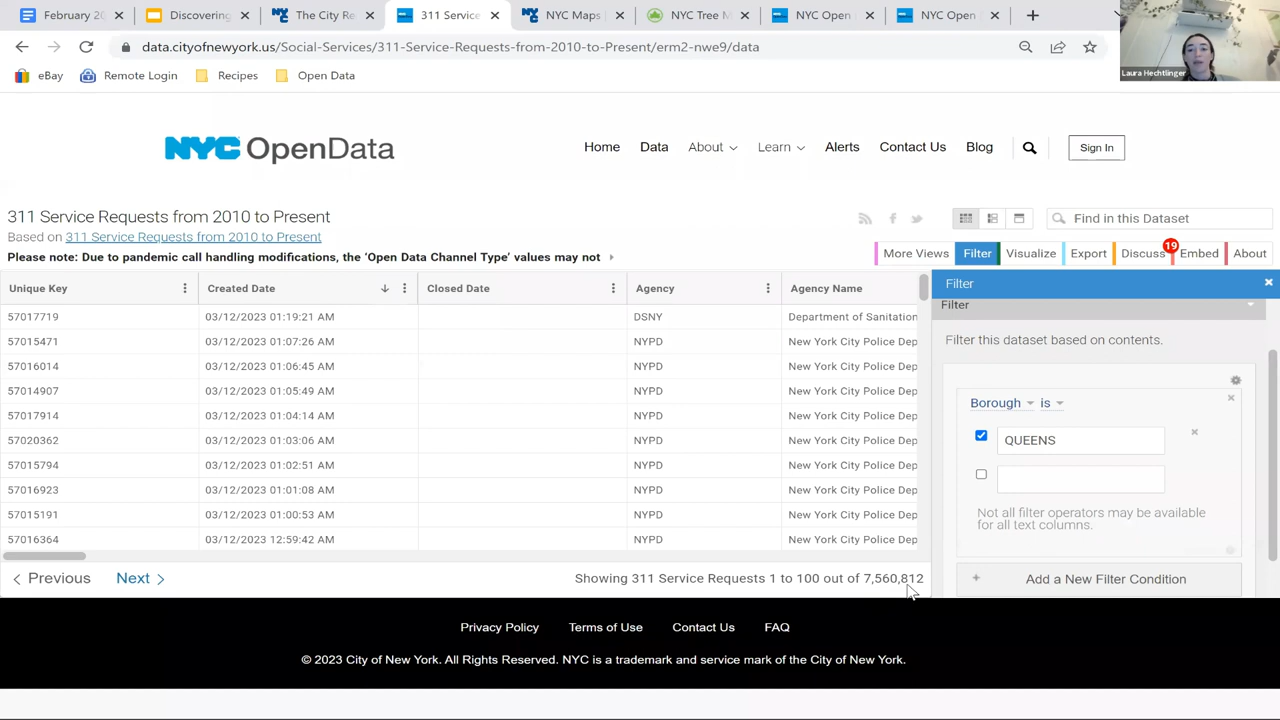 February 20
Discovering
The City Re
311 Service
NYC Maps
NYC Tree M
NYC Open
NYC Open
data.cityofnewyork.us/Social-Services/311-Service-Requests-from-2010-to-Present/erm2-nwe9/data
eBay
Remote Login
Recipes
Open Data
Laura Hechtlinger
NYC OpenData
Home Data About Learn Alerts Contact Us Blog Sign In
311 Service Requests from 2010 to Present
Based on 311 Service Requests from 2010 to Present
Find in this Dataset
Please note: Due to pandemic call handling modifications, the 'Open Data Channel Type' values may not
More Views Filter Visualize Export Discuss 19 Embed About
Unique Key Created Date Closed Date Agency Agency Name
57017719 03/12/2023 01:19:21 AM DSNY Department of Sanitation
57015471 03/12/2023 01:07:26 AM NYPD New York City Police Dep
57016014 03/12/2023 01:06:45 AM NYPD New York City Police Dep
57014907 03/12/2023 01:05:49 AM NYPD New York City Police Dep
57017914 03/12/2023 01:04:14 AM NYPD New York City Police Dep
57020362 03/12/2023 01:03:06 AM NYPD New York City Police Dep
57015794 03/12/2023 01:02:51 AM NYPD New York City Police Dep
57016923 03/12/2023 01:01:08 AM NYPD New York City Police Dep
57015191 03/12/2023 01:00:53 AM NYPD New York City Police Dep
57016364 03/12/2023 12:59:42 AM NYPD New York City Police Dep
Previous Next
Showing 311 Service Requests 1 to 100 out of 7,560,812
Filter
Filter
Filter this dataset based on contents.
Borough is
QUEENS
Not all filter operators may be available
for all text columns.
Add a New Filter Condition
Privacy Policy Terms of Use Contact Us FAQ
© 2023 City of New York. All Rights Reserved. NYC is a trademark and service mark of the City of New York.